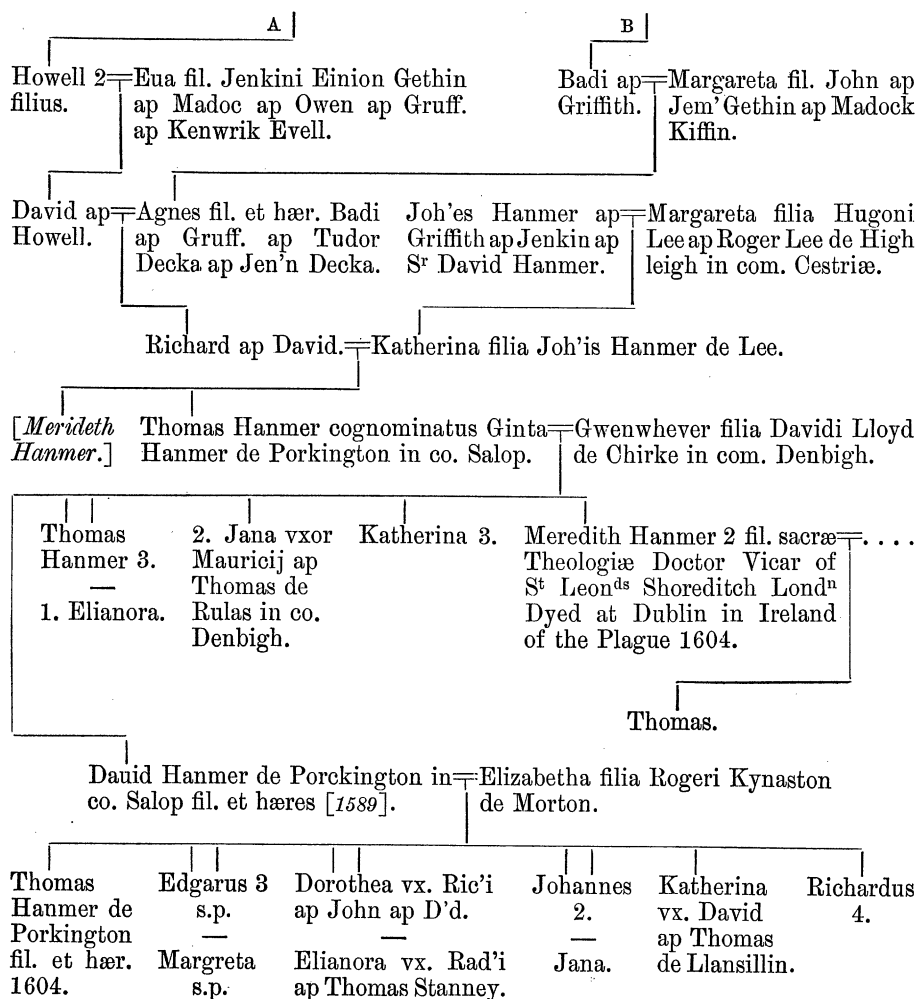 A
B
Howell 2 filius.
Eua fil. Jenkini Einion Gethin
ap Madoc ap Owen ap Gruff.
ap Kenwrik Evell.
Badi ap
Griffith.
Margareta fil. John ap
Jem' Gethin ap Madock
Kiffin.
David ap
Howell.
Agnes fil. et hær. Badi
ap Gruff. ap Tudor
Decka ap Jen'n Decka.
Joh'es Hanmer ap
Griffith ap Jenkin ap
Sr David Hanmer.
Margareta filia Hugoni
Lee ap Roger Lee de High
leigh in com. Cestriæ.
Richard ap David.
Katherina filia Joh'is Hanmer de Lee.
[Merideth
Hanmer.]
Thomas Hanmer cognominatus Ginta
Hanmer de Porkington in co. Salop.
Gwenwhever filia Davidi Lloyd
de Chirke in com. Denbigh.
Thomas
Hanmer 3.
—
1. Elianora.
2. Jana vxor
Mauricij ap
Thomas de
Rulas in co.
Denbigh.
Katherina 3.
Meredith Hanmer 2 fil. sacræ
Theologiæ Doctor Vicar of
St Leonds Shoreditch Londn
Dyed at Dublin in Ireland
of the Plague 1604.
....
Thomas.
Dauid Hanmer de Porckington in
co. Salop fil. et hæres [1589].
Elizabetha filia Rogeri Kynaston
de Morton.
Thomas
Hanmer de
Porkington
fil. et hær.
1604.
Edgarus 3
s.p.
—
Margreta
s.p.
Dorothea vx. Ric'i
ap John ap D'd.
—
Elianora vx. Rad'i
ap Thomas Stanney.
Johannes
2.
—
Jana.
Katherina
vx. David
ap Thomas
de Llansillin.
Richardus
4.